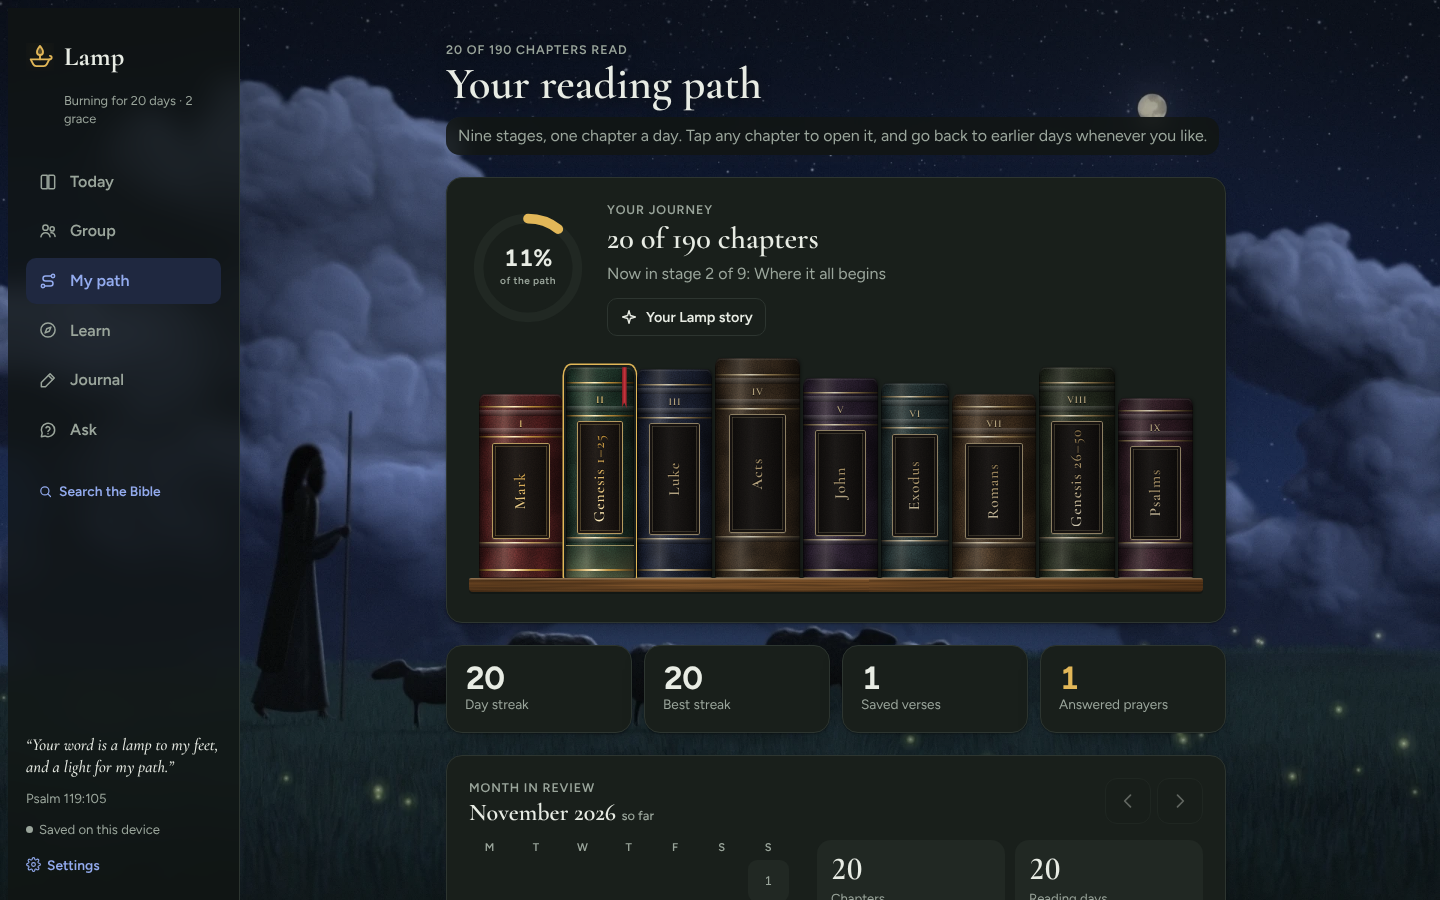 Lamp
Burning for 20 days · 2
grace
Today
Group
My path
Learn
Journal
Ask
Search the Bible
“Your word is a lamp to my feet,
and a light for my path.”
Psalm 119:105
Saved on this device
Settings
20 OF 190 CHAPTERS READ
Your reading path
Nine stages, one chapter a day. Tap any chapter to open it, and go back to earlier days whenever you like.
11%
of the path
YOUR JOURNEY
20 of 190 chapters
Now in stage 2 of 9: Where it all begins
Your Lamp story
I
Mark
II
Genesis 1–25
III
Luke
IV
Acts
V
John
VI
Exodus
VII
Romans
VIII
Genesis 26–50
IX
Psalms
20
Day streak
20
Best streak
1
Saved verses
1
Answered prayers
MONTH IN REVIEW
November 2026 so far
M T W T F S S
1
20
Chapters
20
Reading days